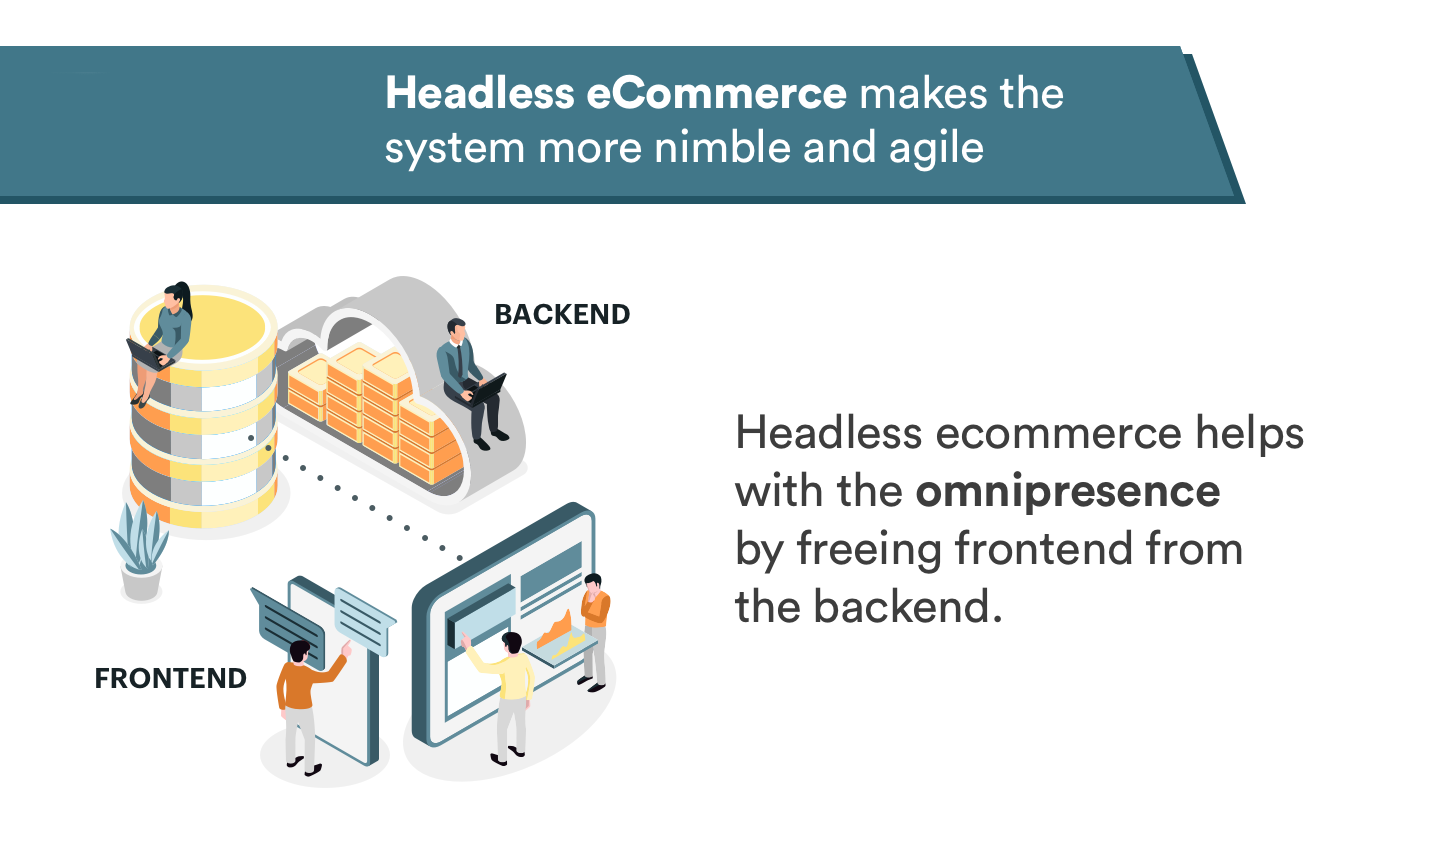 Headless eCommerce makes the
system more nimble and agile
BACKEND
Headless ecommerce helps
with the omnipresence
by freeing frontend from
the backend.
FRONTEND